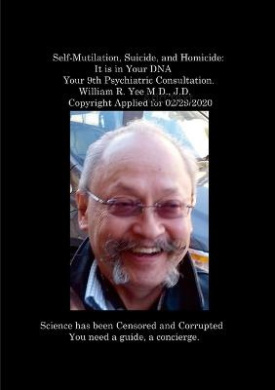 Self-Mutilation, Suicide, and Homicide:
It is in Your DNA
Your 9th Psychiatric Consultation.
William R. Yee M.D., J.D.
Copyright Applied for 02/29/2020
Science has been Censored and Corrupted
You need a guide, a concierge.